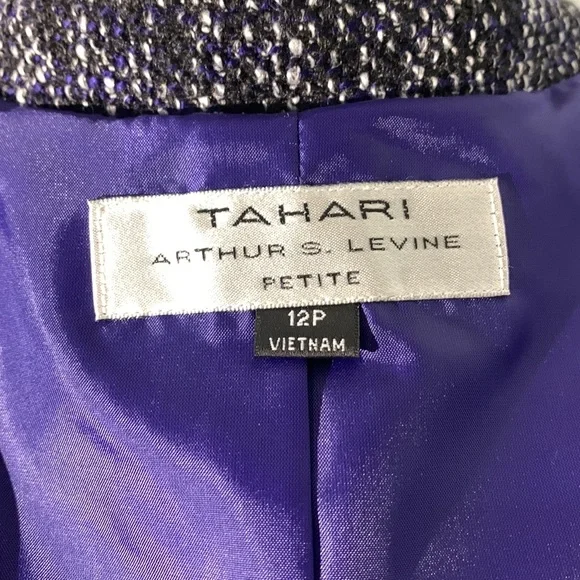 TAHARI
ARTHUR S. LEVINE
PETITE
12P
VIETNAM